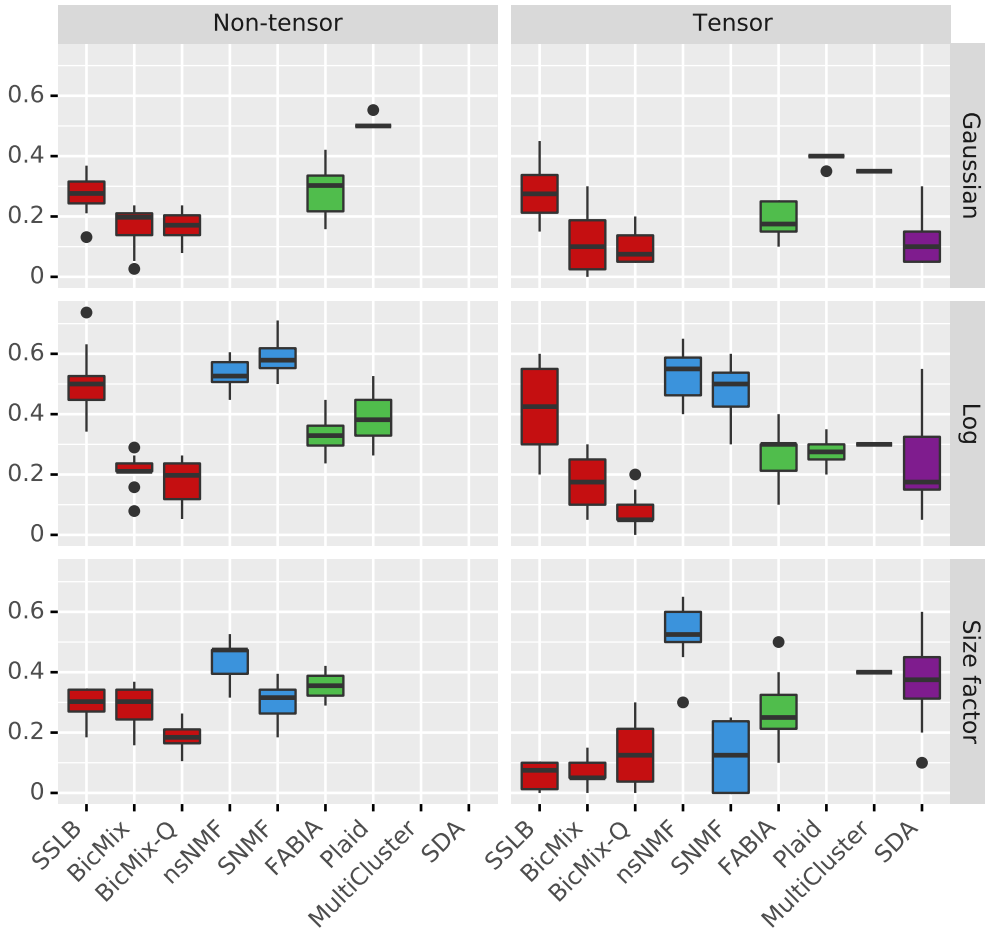 Non-tensor
Tensor
0.6
0.4
0.2
0
Gaussian
0.6
0.4
0.2
0
Log
0.6
0.4
0.2
0
Size factor
SSLB
BicMix
BicMix-Q
nsNMF
SNMF
FABIA
Plaid
MultiCluster
SDA
SSLB
BicMix
BicMix-Q
nsNMF
SNMF
FABIA
Plaid
MultiCluster
SDA